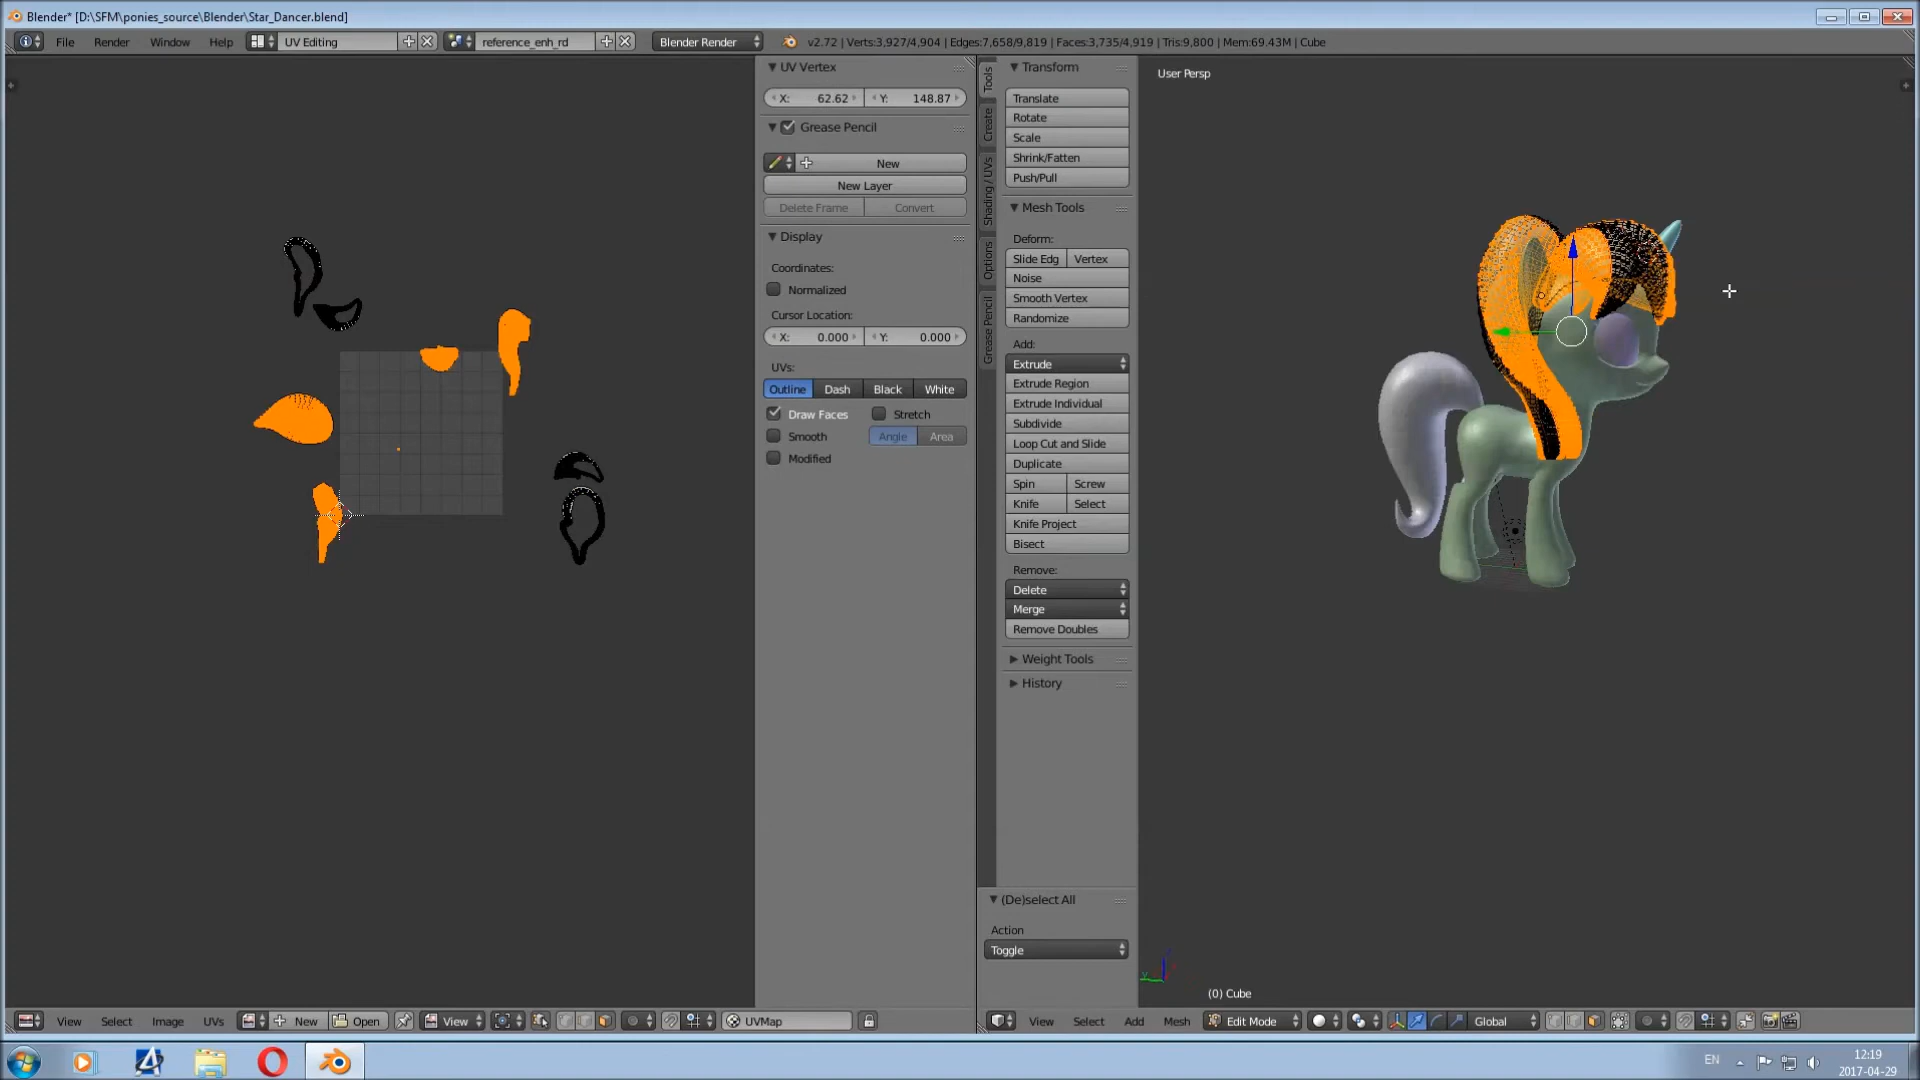 Blender* [D:\SFM\ponies_source\Blender\Star_Dancer.blend]
File Render Window Help UV Editing reference_enh_rd Blender Render v2.72 | Verts:3,927/4,904 | Edges:7,658/9,819 | Faces:3,735/4,919 | Tris:9,800 | Mem:69.43M | Cube
UV Vertex
X: 62.62 Y: 148.87
Grease Pencil
New
New Layer
Delete Frame Convert
Display
Coordinates:
Normalized
Cursor Location:
X: 0.000 Y: 0.000
UVs:
Outline Dash Black White
Draw Faces Stretch
Smooth Angle Area
Modified
Tools
Create
Shading / UVs
Options
Grease Pencil
Transform
Translate
Rotate
Scale
Shrink/Fatten
Push/Pull
Mesh Tools
Deform:
Slide Edg Vertex
Noise
Smooth Vertex
Randomize
Add:
Extrude
Extrude Region
Extrude Individual
Subdivide
Loop Cut and Slide
Duplicate
Spin Screw
Knife Select
Knife Project
Bisect
Remove:
Delete
Merge
Remove Doubles
Weight Tools
History
(De)select All
Action
Toggle
User Persp
(0) Cube
View Select Image UVs New Open View UVMap
View Select Add Mesh Edit Mode Global
EN 12:19
2017-04-29